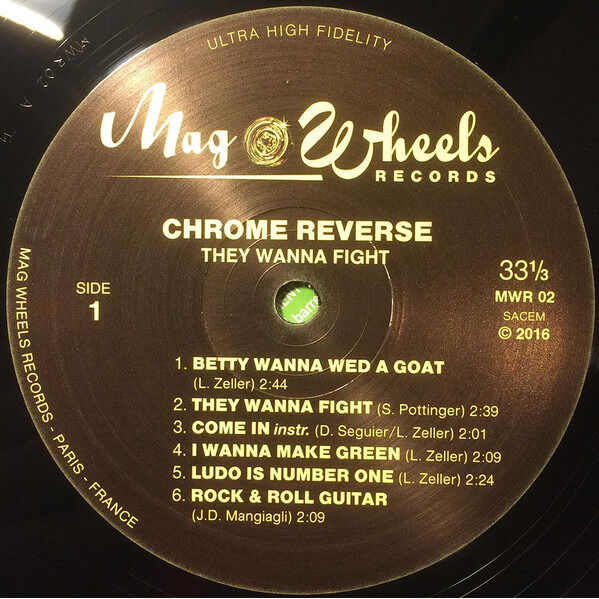 ULTRA HIGH FIDELITY
MWR 02 A
Mag Wheels
RECORDS
CHROME REVERSE
THEY WANNA FIGHT
SIDE
1
33⅓
MWR 02
SACEM
© 2016
1. BETTY WANNA WED A GOAT
(L. Zeller) 2:44
2. THEY WANNA FIGHT (S. Pottinger) 2:39
3. COME IN instr. (D. Seguier/L. Zeller) 2:01
4. I WANNA MAKE GREEN (L. Zeller) 2:09
5. LUDO IS NUMBER ONE (L. Zeller) 2:24
6. ROCK & ROLL GUITAR
(J.D. Mangiagli) 2:09
MAG WHEELS RECORDS - PARIS - FRANCE